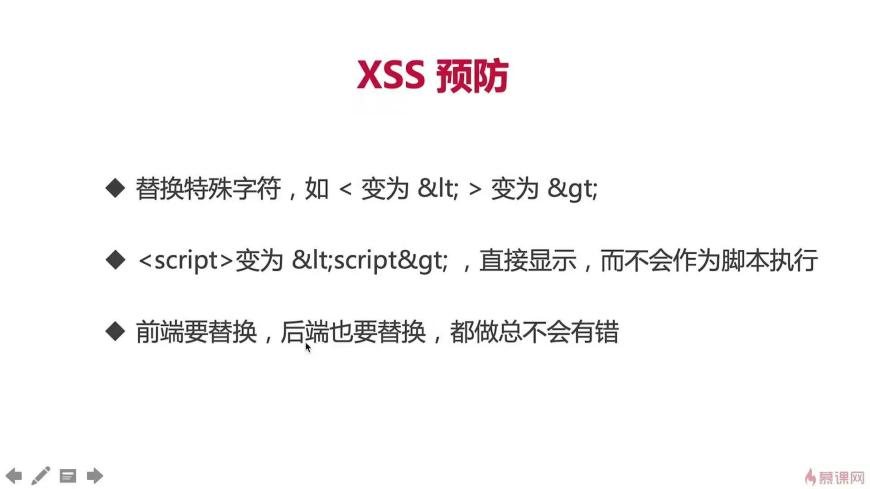 XSS 预防
◆ 替换特殊字符，如 < 变为 &lt; > 变为 &gt;
◆ <script>变为 &lt;script&gt; ，直接显示，而不会作为脚本执行
◆ 前端要替换，后端也要替换，都做总不会有错
慕课网